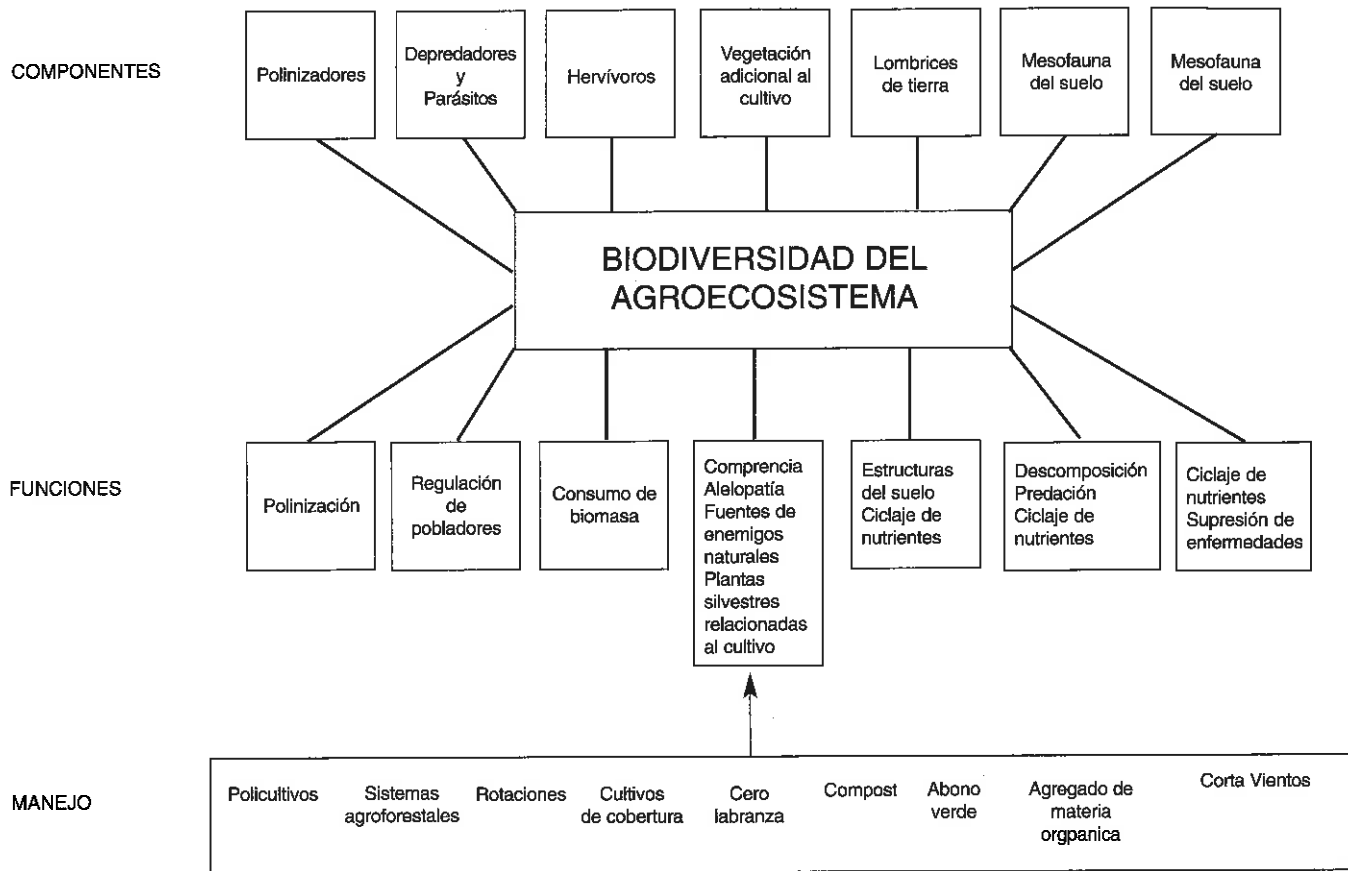 COMPONENTES
Polinizadores
Depredadores
y
Parásitos
Hervívoros
Vegetación
adicional al
cultivo
Lombrices
de tierra
Mesofauna
del suelo
Mesofauna
del suelo
BIODIVERSIDAD DEL
AGROECOSISTEMA
FUNCIONES
Polinización
Regulación
de
pobladores
Consumo de
biomasa
Comprencia
Alelopatía
Fuentes de
enemigos
naturales
Plantas
silvestres
relacionadas
al cultivo
Estructuras
del suelo
Ciclaje de
nutrientes
Descomposición
Predación
Ciclaje de
nutrientes
Ciclaje de
nutrientes
Supresión de
enfermedades
MANEJO
Policultivos
Sistemas
agroforestales
Rotaciones
Cultivos
de cobertura
Cero
labranza
Compost
Abono
verde
Agregado de
materia
orgpanica
Corta Vientos